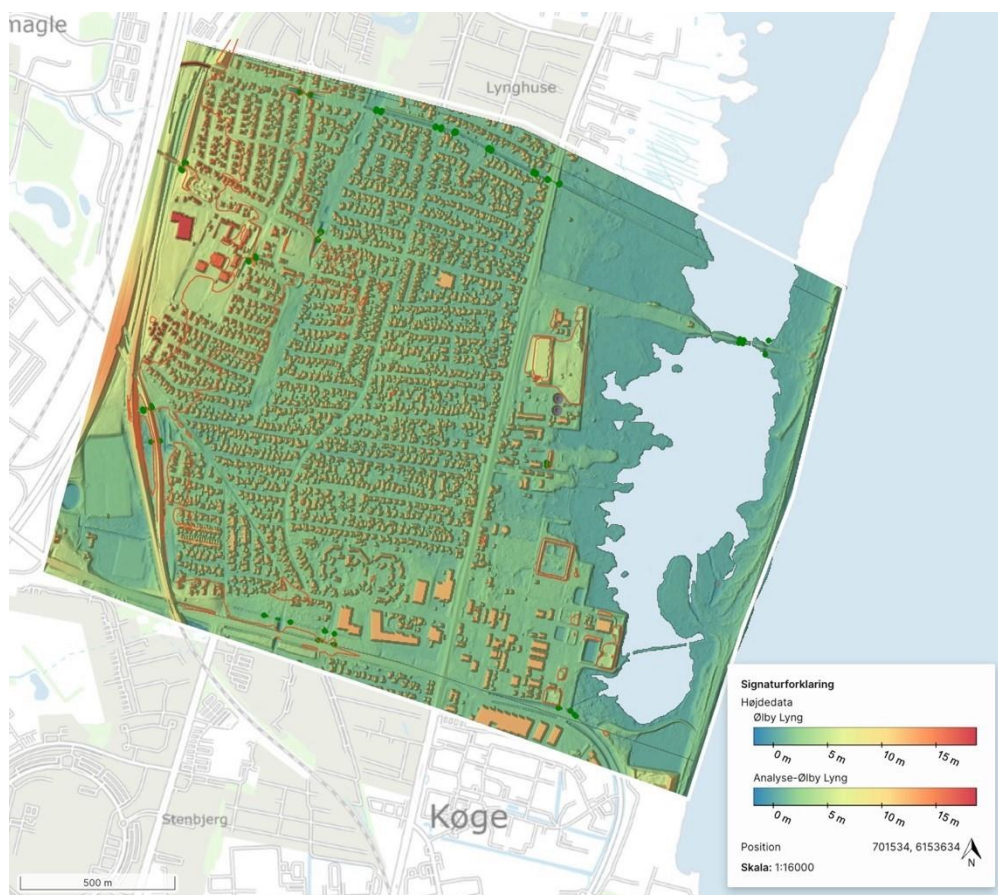 magle
Lynghuse
Køge
Stenbjerg
500 m
Signaturforklaring
Højdedata
Ølby Lyng
0 m 5 m 10 m 15 m
Analyse-Ølby Lyng
0 m 5 m 10 m 15 m
Position 701534, 6153634
Skala: 1:16000
N